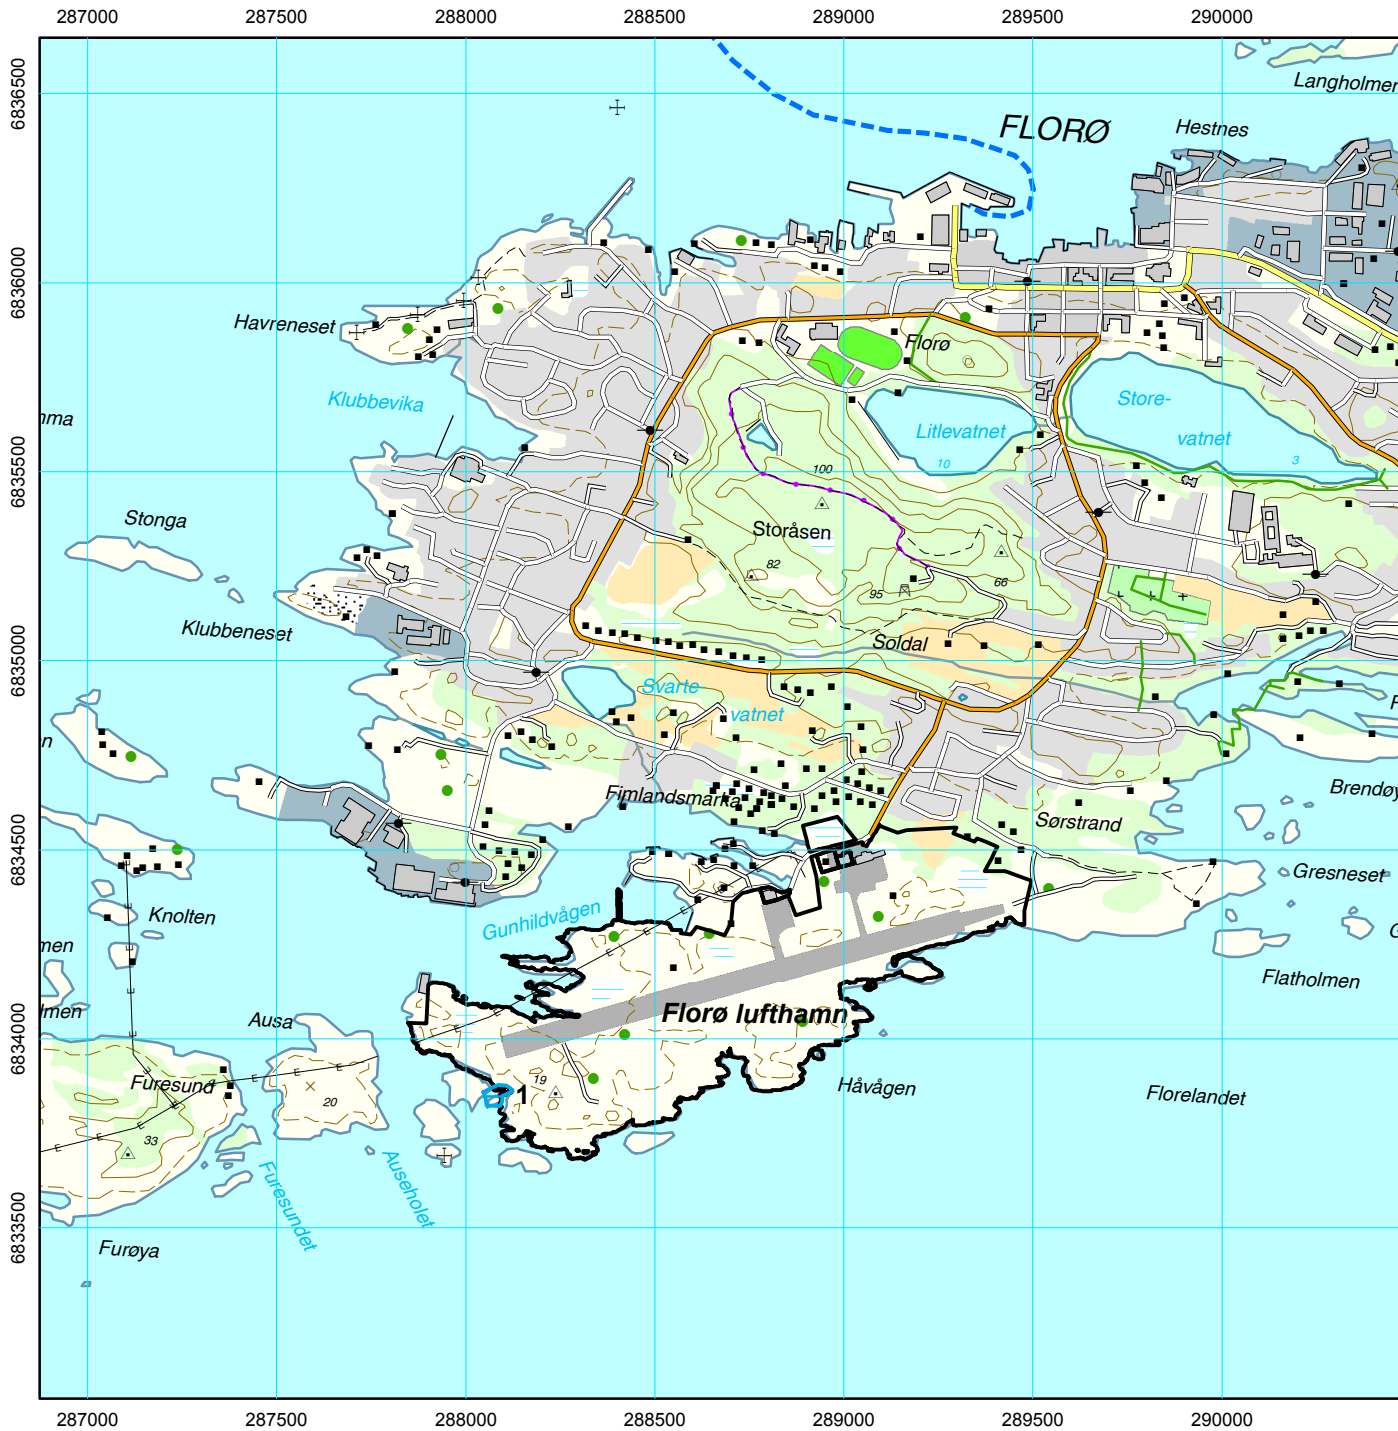 287000 287500 288000 288500 289000 289500 290000
6836500
Langholmen
FLORØ
Hestnes
6836000
Havreneset
Florø
Klubbevika
Store-
mma
Litlevatnet
vatnet
10
3
6835500
100
Stonga
Storåsen
82
66
95
Klubbeneset
Soldal
6835000
Svarte-
vatnet
n
Brendøy
Fimlandsmarka
Sørstrand
6834500
Gresneset
Knolten
Gunhildvågen
men
Flatholmen
lmen
Ausa
Florø lufthamn
6834000
Furesund
19
1
Håvågen
20
Florelandet
33
Furesundet
Auseholet
6833500
Furøya
287000 287500 288000 288500 289000 289500 290000